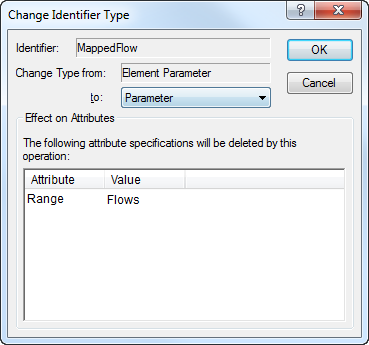 Change Identifier Type
Identifier: MappedFlow
OK
Change Type from: Element Parameter
Cancel
to: Parameter
Effect on Attributes
The following attribute specifications will be deleted by this
operation:
Attribute Value
Range Flows